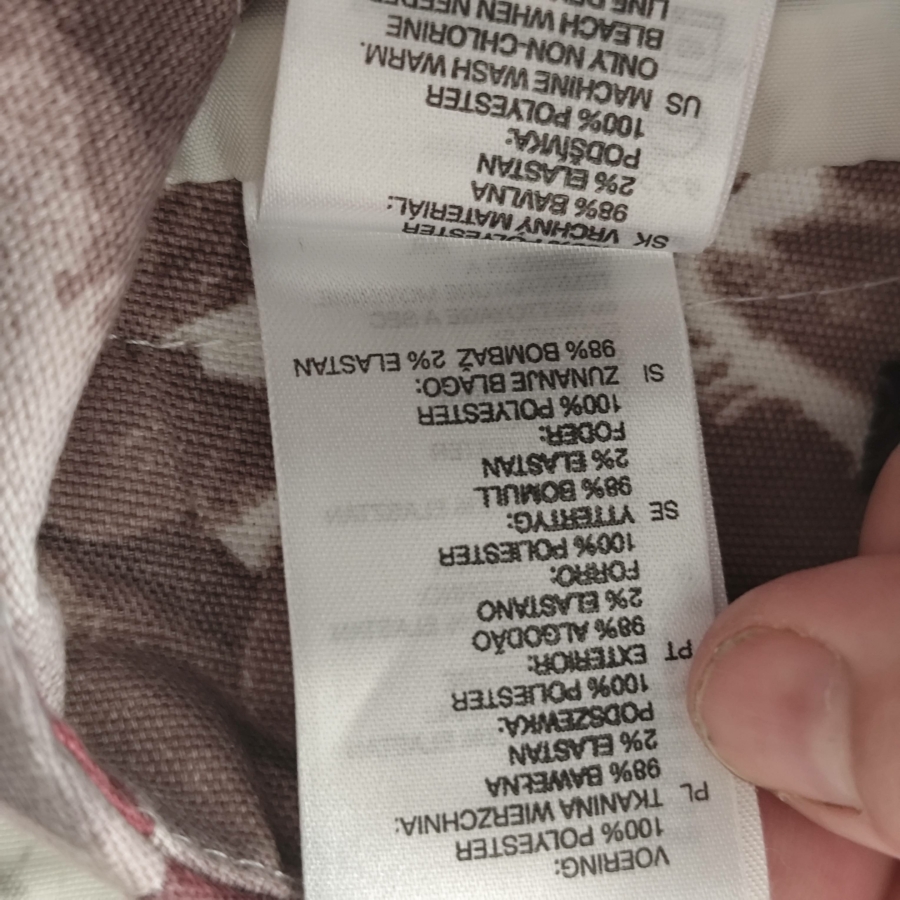 VOERING:
100% POLYESTER
PL TKANINA WIERZCHNIA:
98% BAWEŁNA
2% ELASTAN
PODSZEWKA:
100% POLIESTER
PT EXTERIOR:
98% ALGODÃO
2% ELASTANO
FORRO:
100% POLIESTER
SE YTTERTYG:
98% BOMULL
2% ELASTAN
FODER:
100% POLYESTER
SI ZUNANJE BLAGO:
98% BOMBAŽ 2% ELASTAN
SK VRCHNÝ MATERIÁL:
98% BAVLNA
2% ELASTAN
PODŠÍVKA:
100% POLYESTER
US MACHINE WASH WARM.
ONLY NON-CHLORINE
BLEACH WHEN NEEDED
LINE